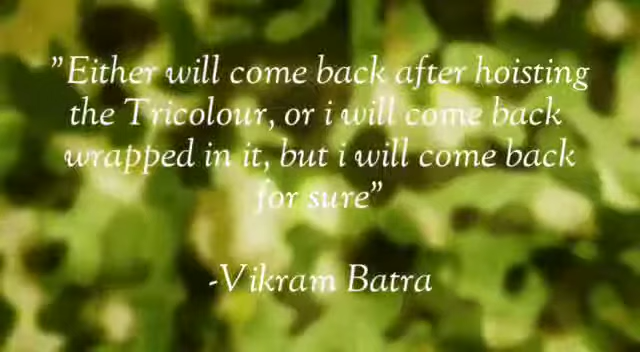 "Either will come back after hoisting
the Tricolour, or i will come back
wrapped in it, but i will come back
for sure"
-Vikram Batra